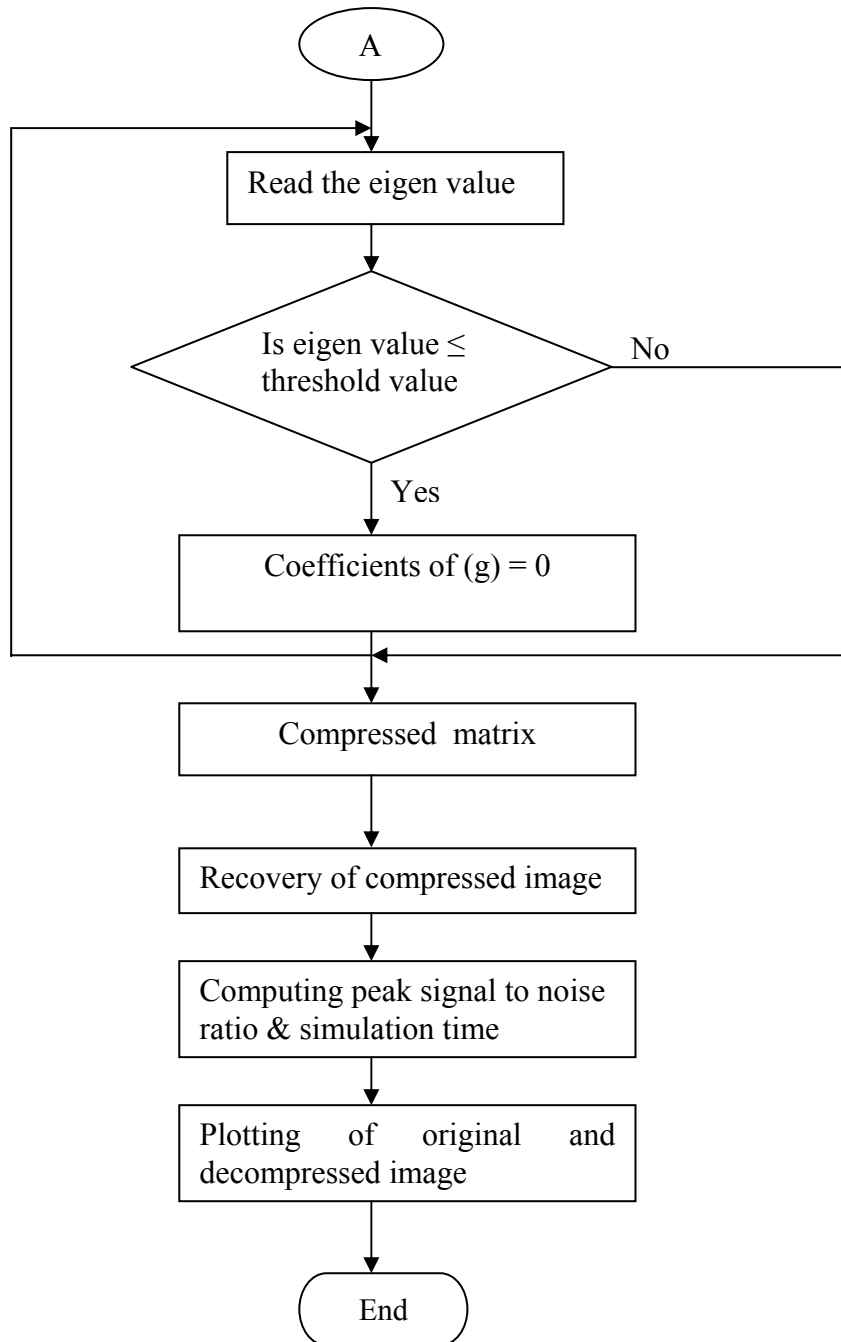 A
Read the eigen value
Is eigen value ≤
threshold value
No
Yes
Coefficients of (g) = 0
Compressed matrix
Recovery of compressed image
Computing peak signal to noise
ratio & simulation time
Plotting of original and
decompressed image
End